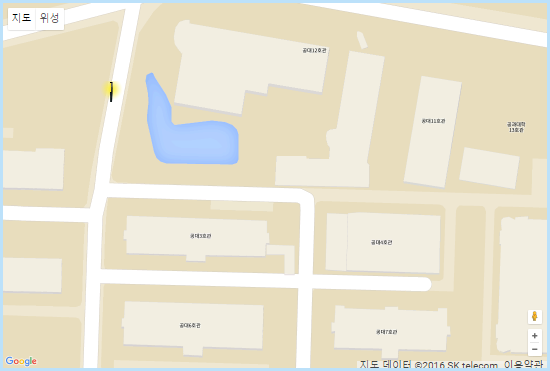 지도 위성
공대12호관
공대11호관
공과대학
13호관
공대3호관
공대4호관
공대6호관
공대7호관
+
−
Google
지도 데이터 ©2016 SK telecom 이용약관